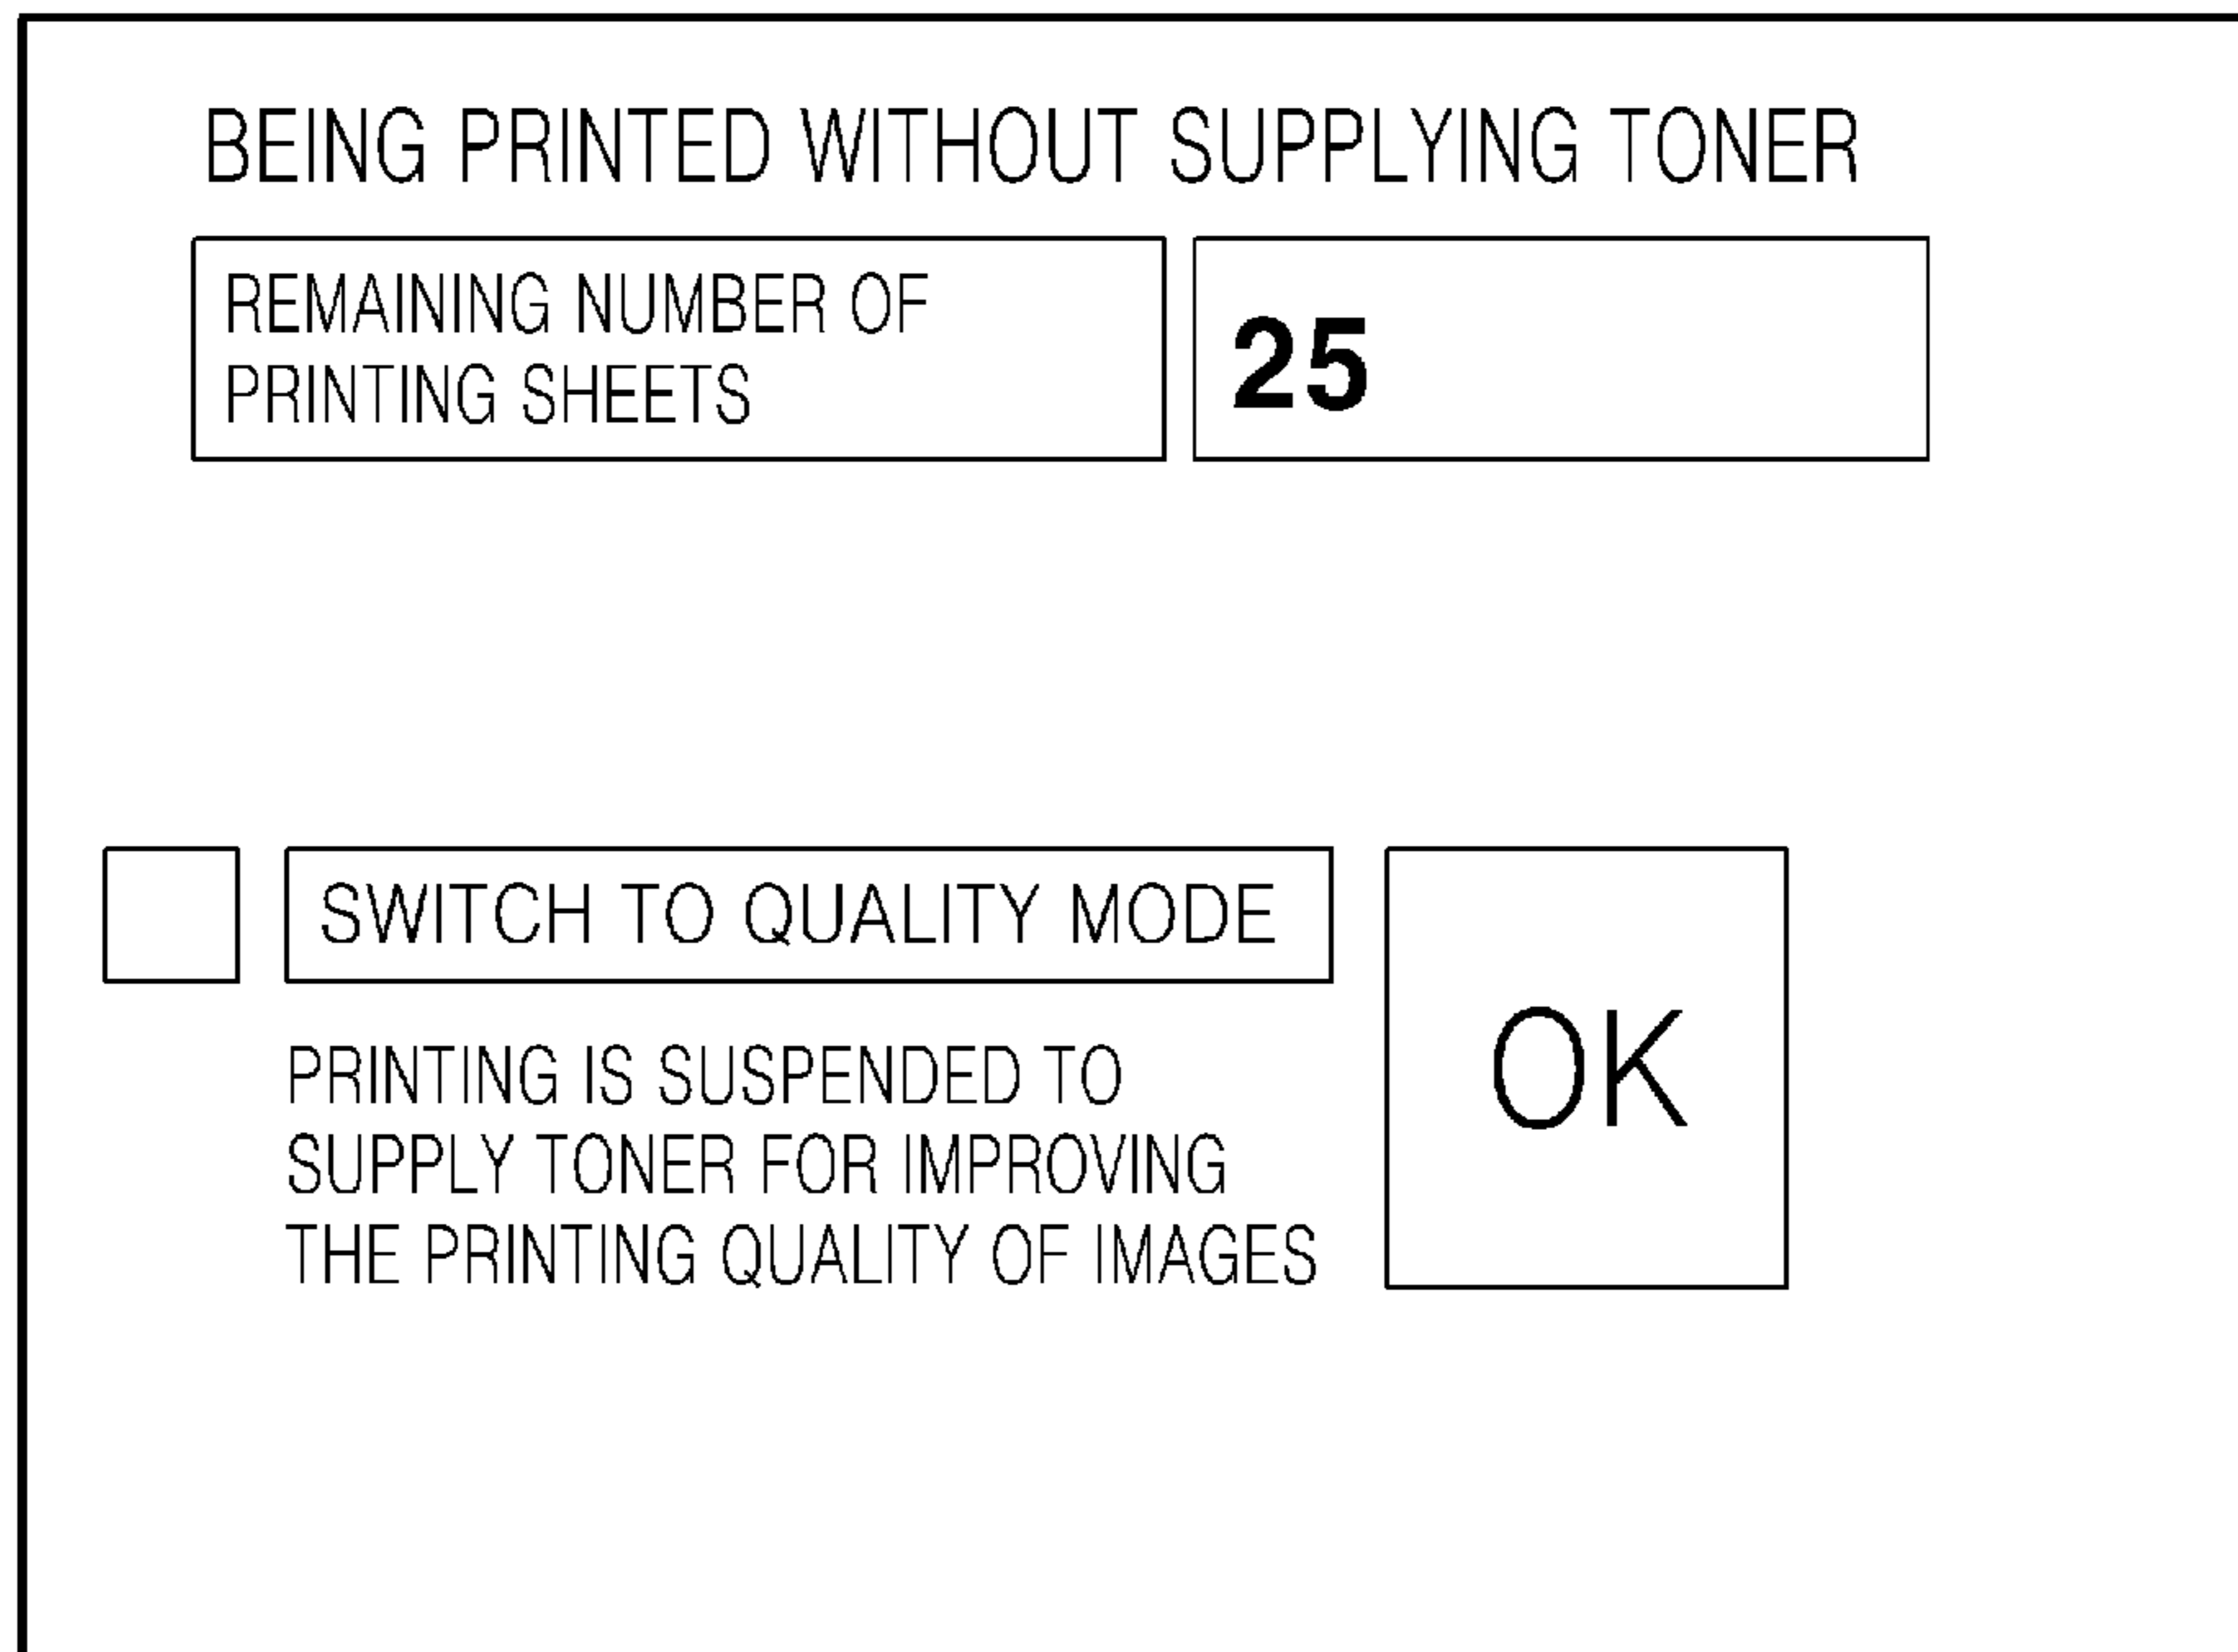 BEING PRINTED WITHOUT SUPPLYING TONER
REMAINING NUMBER OF
PRINTING SHEETS
25
SWITCH TO QUALITY MODE
PRINTING IS SUSPENDED TO
SUPPLY TONER FOR IMPROVING
THE PRINTING QUALITY OF IMAGES
OK